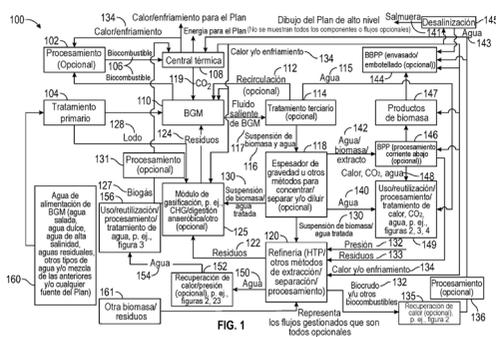 100
134
Calor/enfriamiento
Calor/enfriamiento para el Plan
Energía para el Plan
Dibujo del Plan de alto nivel
(No se muestran todos los componentes o flujos opcionales)
Salmuera
Desalinización
145
141
Agua
143
102
Procesamiento
(Opcional)
Biocombustible
106
Biocombustible
Central
térmica
108
Calor y/o enfriamiento
134
BBPP (envasado/
embotellado (opcional))
144
104
Tratamiento
primario
110
119
CO2
BGM
Recirculación
(opcional)
112
Agua
115
Fluido
saliente
de BGM
114
Tratamiento terciario
(opcional)
Productos
de biomasa
147
128
Lodo
124
Residuos
117
Suspensión de
biomasa y agua
116
118
142
Agua/
biomasa/
extracto
146
BPP (procesamiento
corriente abajo (opcional))
131
Procesamiento
(opcional)
Espesador de
gravedad u otros
métodos para
concentrar/
separar y/o diluir
(opcional)
Calor, CO2, agua
148
127
Biogás
130
Suspensión
de biomasa/
agua tratada
Módulo de
gasificación, p. ej.,
CHG/digestión
anaerobia/otro
(opcional)
125
140
Agua
130
Suspensión de biomasa/
agua tratada
Uso/reutilización/
procesamiento/
tratamiento de
calor, CO2,
agua, p. ej.,
figura 2, 3, 4
149
Agua de
alimentación de
BGM (agua
salada,
agua dulce,
agua de alta
salinidad,
aguas residuales,
otros tipos de
agua y/o mezcla
de las anteriores
y/o cualquier
fuente del Plan)
160
156
Uso/reutilización/
procesamiento/
tratamiento de
agua, p. ej.,
figura 3
154
Agua
122
Residuos
120
Refinería (HTP/
otros métodos
de extracción/
separación/
procesamiento)
Presión
132
Residuos
133
Calor y/o enfriamiento
134
152
Recuperación de
calor/presión
(opcional), p. ej.,
figuras 2, 23
150
Agua
Biocrudo
y/u otros
biocombustibles
132
135
Recuperación de
calor (opcional), p. ej., figura 2
Procesamiento
(opcional)
136
161
Otra biomasa/
residuos
Representa
los flujos gestionados que son
todos opcionales
FIG. 1